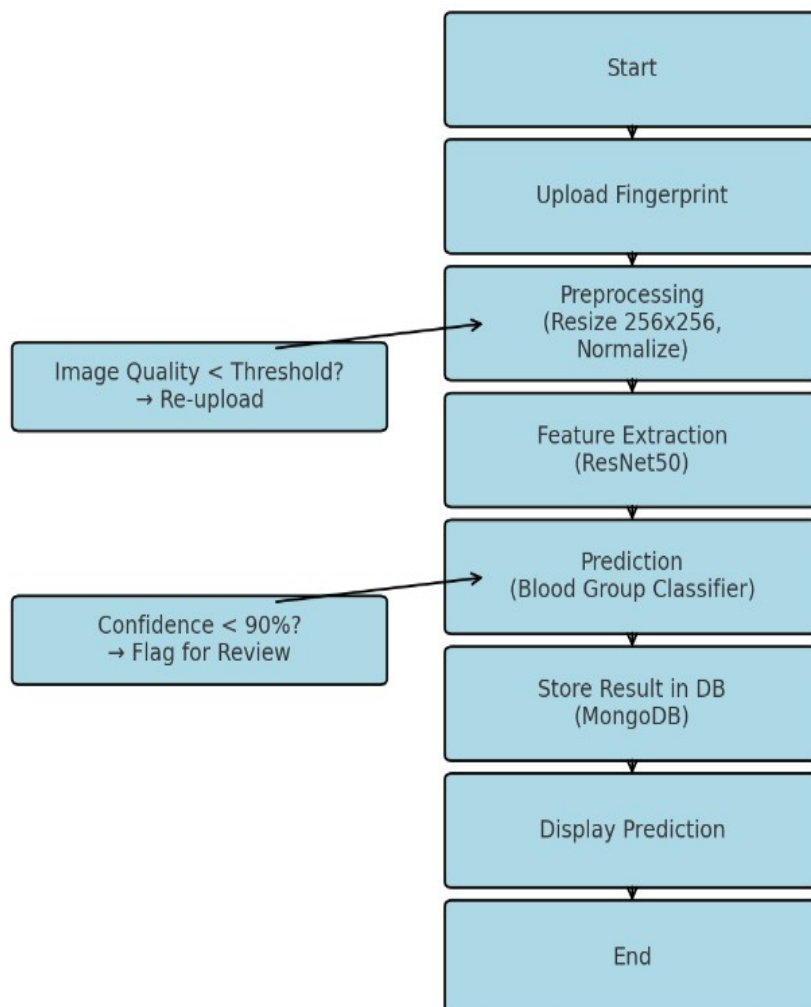 Start
Upload Fingerprint
Preprocessing
(Resize 256x256,
Normalize)
Image Quality < Threshold?
→ Re-upload
Feature Extraction
(ResNet50)
Prediction
(Blood Group Classifier)
Confidence < 90%?
→ Flag for Review
Store Result in DB
(MongoDB)
Display Prediction
End